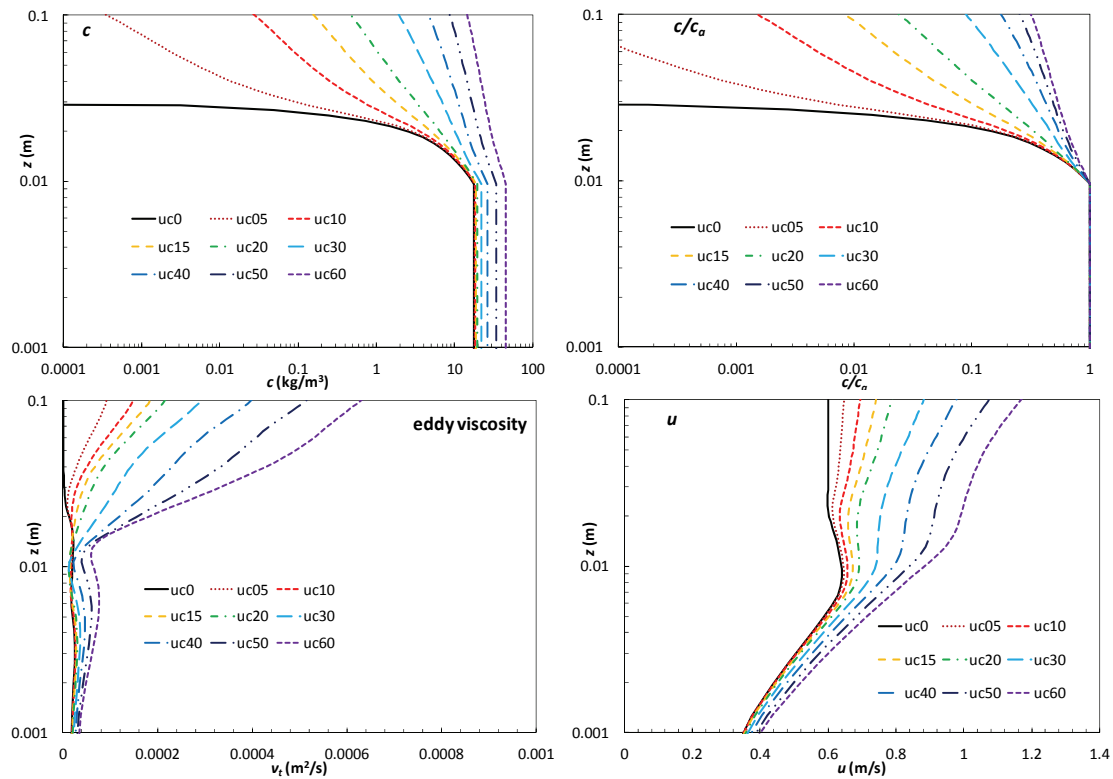 c
0.1
0.01
0.001
z (m)
uc0 uc05 uc10
uc15 uc20 uc30
uc40 uc50 uc60
0.0001 0.001 0.01 0.1 1 10 100
c (kg/m³)
c/cₐ
0.1
0.01
0.001
z (m)
uc0 uc05 uc10
uc15 uc20 uc30
uc40 uc50 uc60
0.0001 0.001 0.01 0.1 1
c/cₐ
eddy viscosity
0.1
0.01
0.001
z (m)
uc0 uc05 uc10
uc15 uc20 uc30
uc40 uc50 uc60
0 0.0002 0.0004 0.0006 0.0008 0.001
νₜ (m²/s)
u
0.1
0.01
0.001
z (m)
uc0 uc05 uc10
uc15 uc20 uc30
uc40 uc50 uc60
0 0.2 0.4 0.6 0.8 1 1.2 1.4
u (m/s)